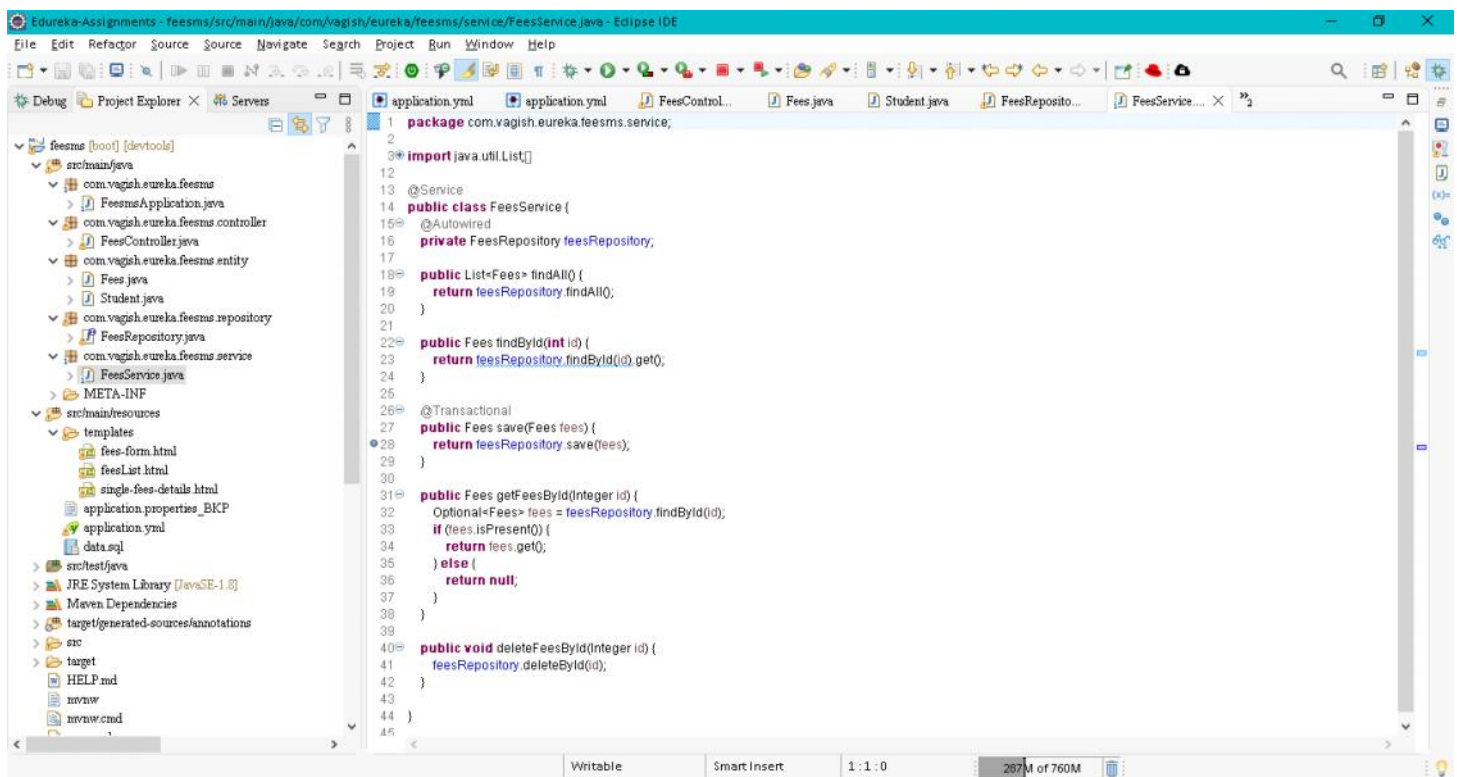 Edureka-Assignments - feesms/src/main/java/com/vagish/eureka/feesms/service/FeesService.java - Eclipse IDE
File Edit Refactor Source Source Navigate Search Project Run Window Help
Debug Project Explorer Servers
application.yml application.yml FeesControl... Fees.java Student.java FeesReposito... FeesService.... 2
feesms [boot] [devtools]
src/main/java
com.vagish.eureka.feesms
FeesmsApplication.java
com.vagish.eureka.feesms.controller
FeesController.java
com.vagish.eureka.feesms.entity
Fees.java
Student.java
com.vagish.eureka.feesms.repository
FeesRepository.java
com.vagish.eureka.feesms.service
FeesService.java
META-INF
src/main/resources
templates
fees-form.html
feesList.html
single-fees-details.html
application.properties_BKP
application.yml
data.sql
src/test/java
JRE System Library [JavaSE-1.8]
Maven Dependencies
target/generated-sources/annotations
src
target
HELP.md
mvnw
mvnw.cmd
1 package com.vagish.eureka.feesms.service;
2
3 import java.util.List;
12
13 @Service
14 public class FeesService {
15 @Autowired
16 private FeesRepository feesRepository;
17
18 public List<Fees> findAll() {
19 return feesRepository.findAll();
20 }
21
22 public Fees findById(int id) {
23 return feesRepository.findById(id).get();
24 }
25
26 @Transactional
27 public Fees save(Fees fees) {
28 return feesRepository.save(fees);
29 }
30
31 public Fees getFeesById(Integer id) {
32 Optional<Fees> fees = feesRepository.findById(id);
33 if (fees.isPresent()) {
34 return fees.get();
35 } else {
36 return null;
37 }
38 }
39
40 public void deleteFeesById(Integer id) {
41 feesRepository.deleteById(id);
42 }
43
44 }
45
Writable Smart Insert 1:1:0 287M of 760M